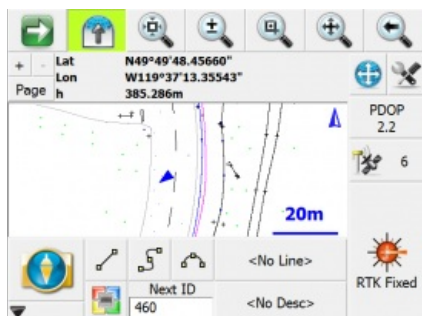 Lat N49°49'48.45660"
Lon W119°37'13.35543"
h 385.286m
+ -
Page
PDOP
2.2
6
20m
RTK Fixed
<No Line>
Next ID
460
<No Desc>